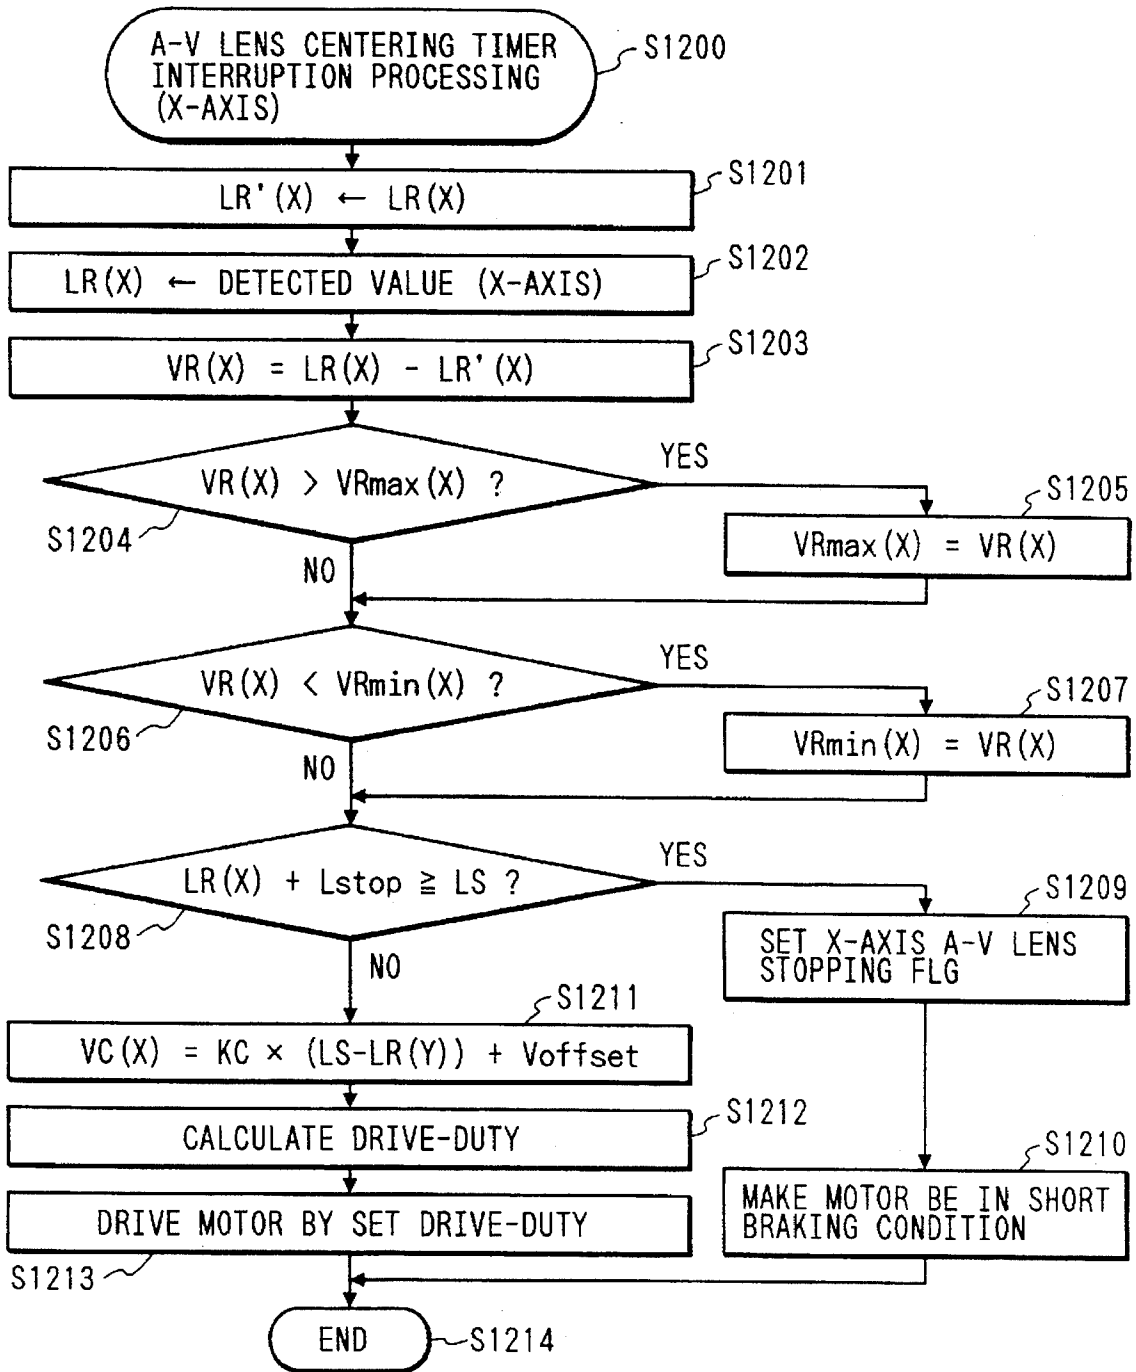 A-V LENS CENTERING TIMER
INTERRUPTION PROCESSING
(X-AXIS)
S1200
S1201
LR'(X) ← LR(X)
S1202
LR(X) ← DETECTED VALUE (X-AXIS)
S1203
VR(X) = LR(X) - LR'(X)
VR(X) > VRmax(X) ?
YES
S1204
NO
S1205
VRmax(X) = VR(X)
VR(X) < VRmin(X) ?
YES
S1206
NO
S1207
VRmin(X) = VR(X)
LR(X) + Lstop ≧ LS ?
YES
S1208
NO
S1209
SET X-AXIS A-V LENS
STOPPING FLG
S1211
VC(X) = KC × (LS-LR(Y)) + Voffset
S1212
CALCULATE DRIVE-DUTY
S1210
MAKE MOTOR BE IN SHORT
BRAKING CONDITION
DRIVE MOTOR BY SET DRIVE-DUTY
S1213
END
S1214